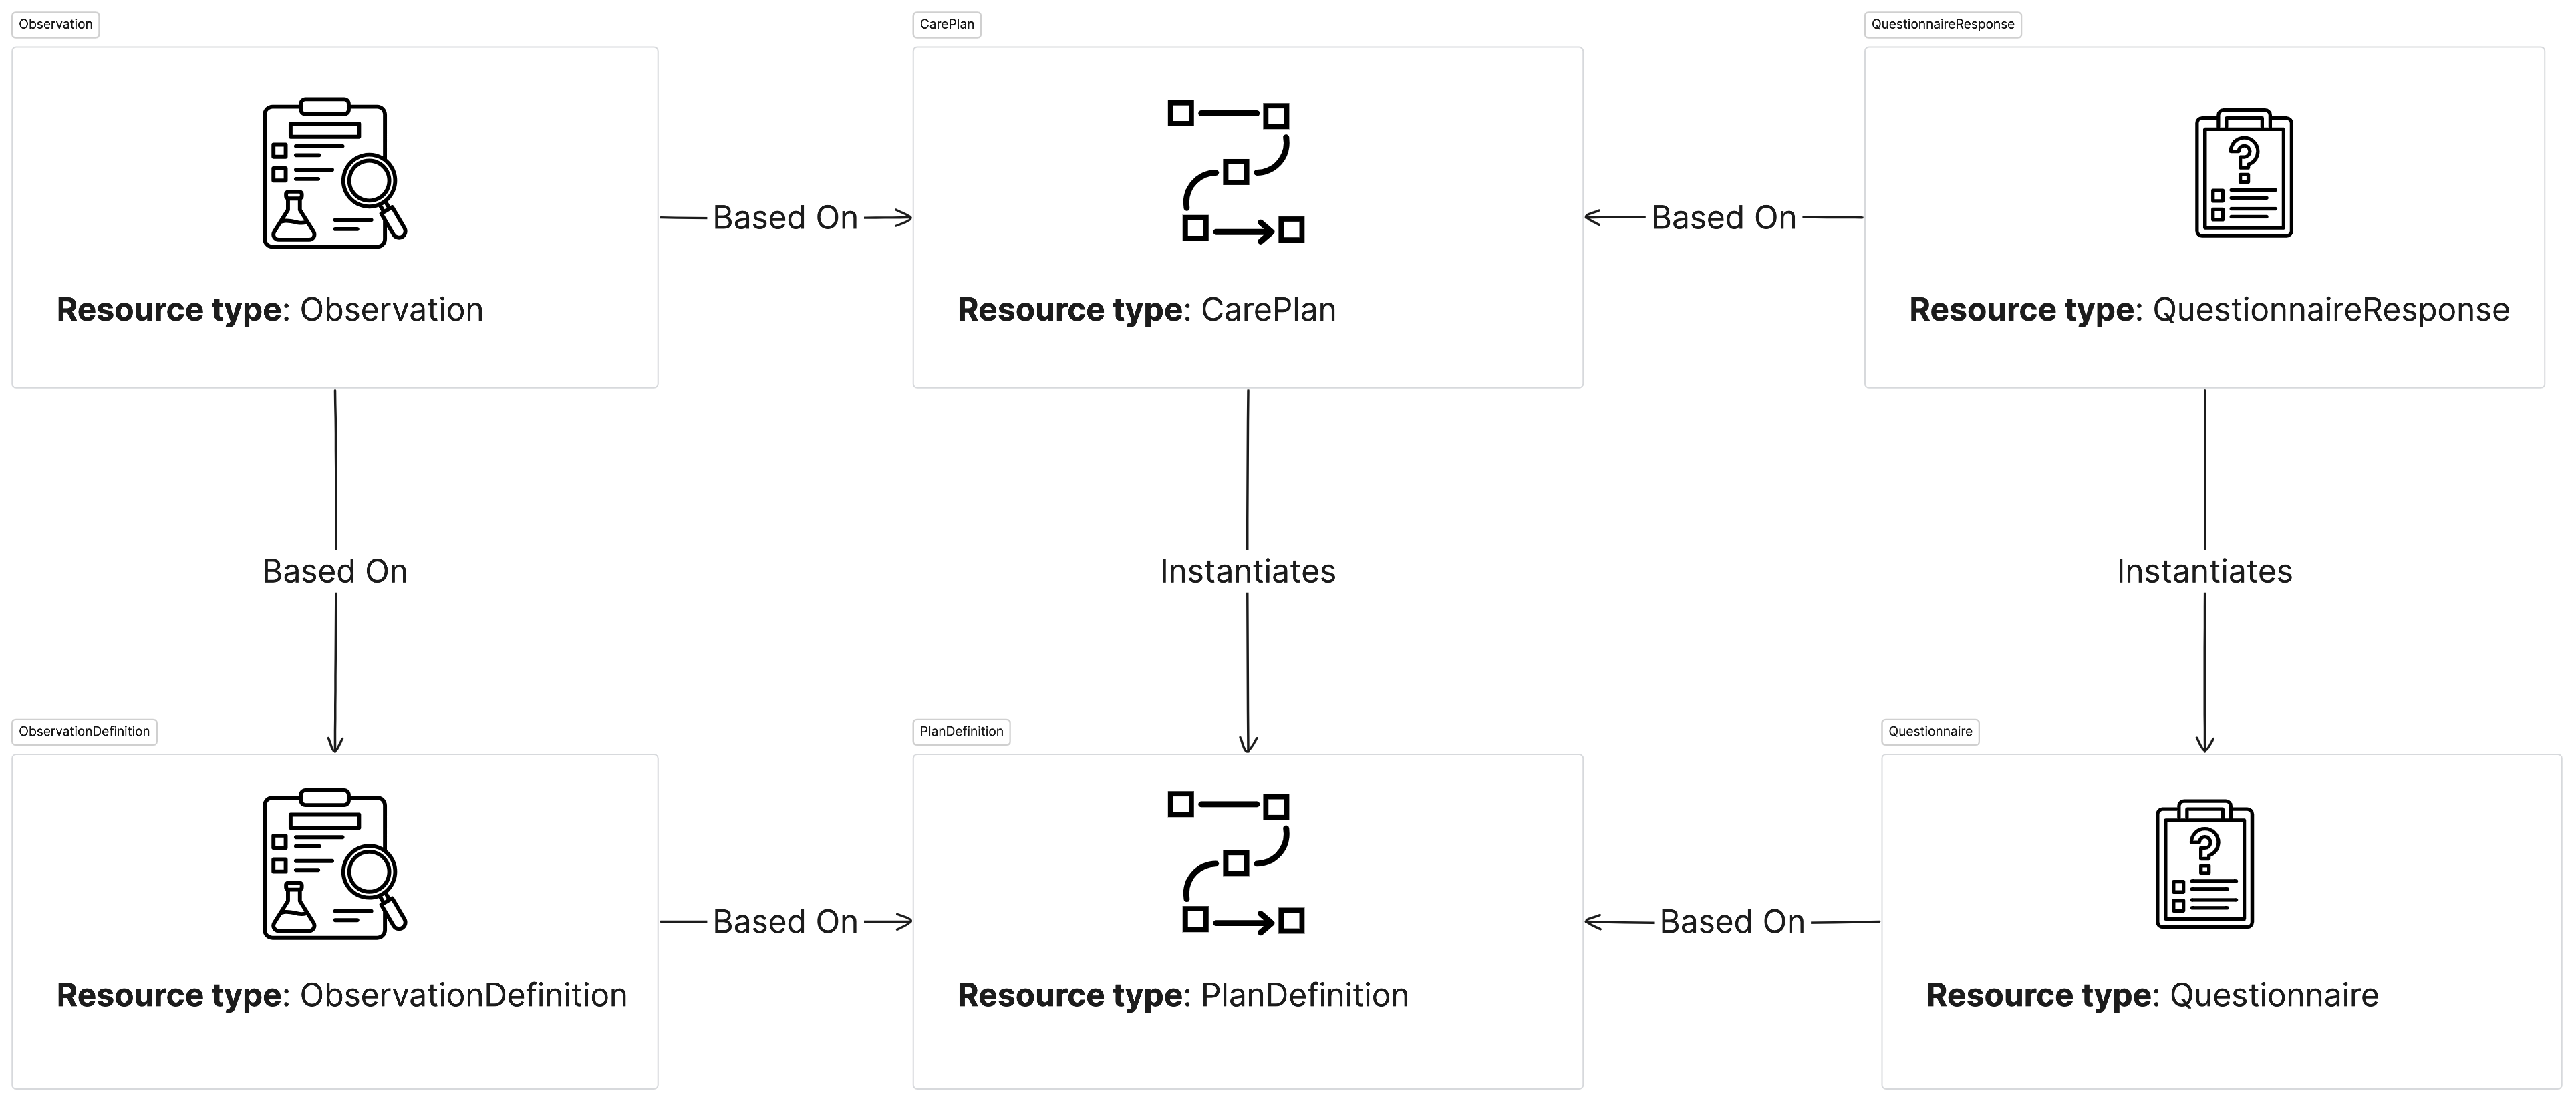 Observation
CarePlan
QuestionnaireResponse
Resource type: Observation
Based On
Resource type: CarePlan
Based On
Resource type: QuestionnaireResponse
Based On
Instantiates
Instantiates
ObservationDefinition
PlanDefinition
Questionnaire
Resource type: ObservationDefinition
Based On
Resource type: PlanDefinition
Based On
Resource type: Questionnaire